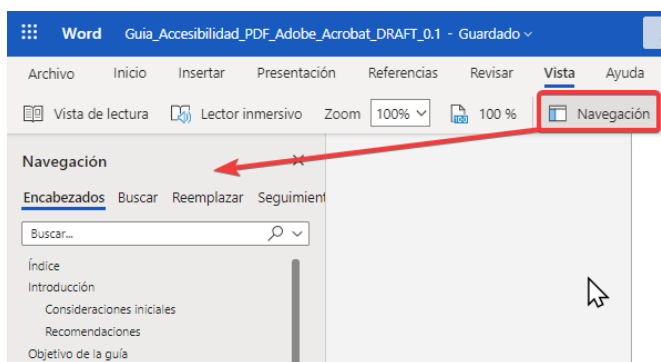 Word Guia_Accesibilidad_PDF_Adobe_Acrobat_DRAFT_0.1 - Guardado
Archivo Inicio Insertar Presentación Referencias Revisar Vista Ayuda
Vista de lectura Lector inmersivo Zoom 100% 100 % Navegación
Navegación
Encabezados Buscar Reemplazar Seguimient
Buscar...
Índice
Introducción
Consideraciones iniciales
Recomendaciones
Objetivo de la guía